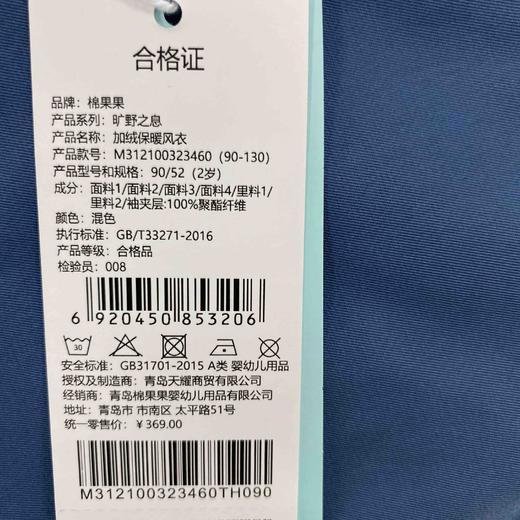 合格证
品牌：棉果果
产品系列：旷野之息
产品名称：加绒保暖风衣
产品款号：M312100323460（90-130）
产品型号和规格：90/52（2岁）
成分：面料1/面料2/面料3/面料4/里料1/
里料2/袖夹层:100%聚酯纤维
颜色：混色
执行标准：GB/T33271-2016
产品等级：合格品
检验员：008
6 920450 853206
30
安全标准：GB31701-2015 A类 婴幼儿用品
授权及制造商：青岛天耀商贸有限公司
经销商：青岛棉果果婴幼儿用品有限公司
地址：青岛市 市南区 太平路51号
统一零售价：￥369.00
M312100323460TH090